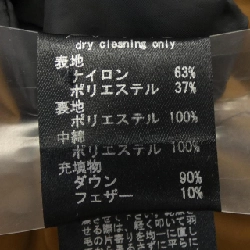 dry cleaning only
表地
ナイロン 63%
ポリエステル 37%
裏地
ポリエステル 100%
中綿
ポリエステル 100%
充填物
ダウン 90%
フェザー 10%